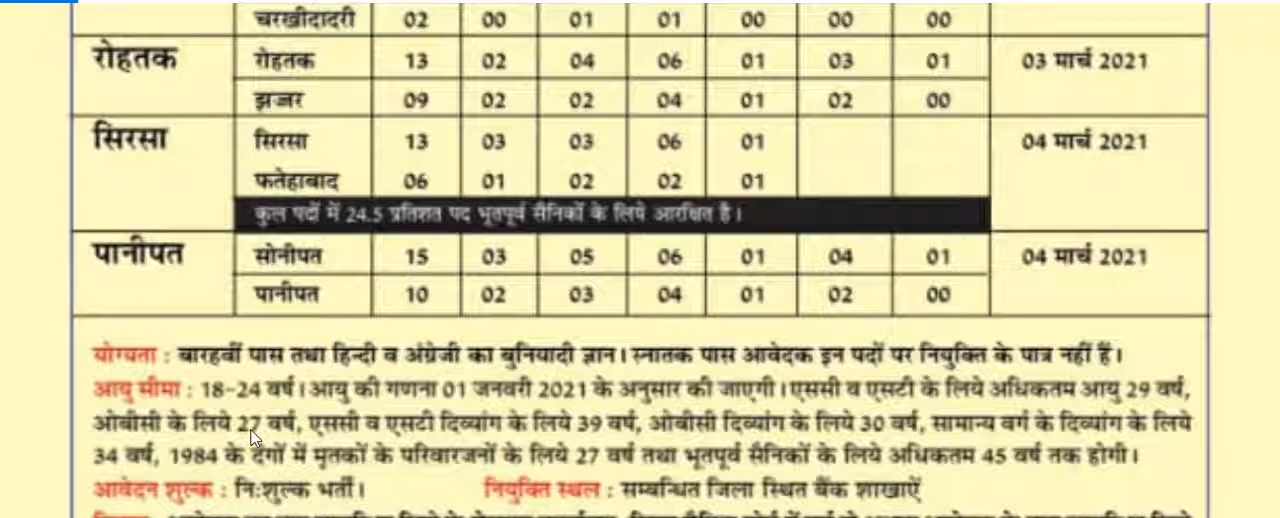 चरखीदादरी 02 00 01 01 00 00 00
रोहतक रोहतक 13 02 04 06 01 03 01 03 मार्च 2021
झज्जर 09 02 02 04 01 02 00
सिरसा सिरसा 13 03 03 06 01 04 मार्च 2021
फतेहाबाद 06 01 02 02 01
कुल पदों में 24.5 प्रतिशत पद भूतपूर्व सैनिकों के लिये आरक्षित है।
पानीपत सोनीपत 15 03 05 06 01 04 01 04 मार्च 2021
पानीपत 10 02 03 04 01 02 00
योग्यता : बारहवीं पास तथा हिन्दी व अंग्रेजी का बुनियादी ज्ञान। स्नातक पास आवेदक इन पदों पर नियुक्ति के पात्र नहीं हैं।
आयु सीमा : 18-24 वर्ष। आयु की गणना 01 जनवरी 2021 के अनुसार की जाएगी। एससी व एसटी के लिये अधिकतम आयु 29 वर्ष,
ओबीसी के लिये 27 वर्ष, एससी व एसटी दिव्यांग के लिये 39 वर्ष, ओबीसी दिव्यांग के लिये 30 वर्ष, सामान्य वर्ग के दिव्यांग के लिये
34 वर्ष, 1984 के दंगों में मृतकों के परिवारजनों के लिये 27 वर्ष तथा भूतपूर्व सैनिकों के लिये अधिकतम 45 वर्ष तक होगी।
आवेदन शुल्क : नि:शुल्क भर्ती। नियुक्ति स्थल : सम्बन्धित जिला स्थित बैंक शाखाऐं